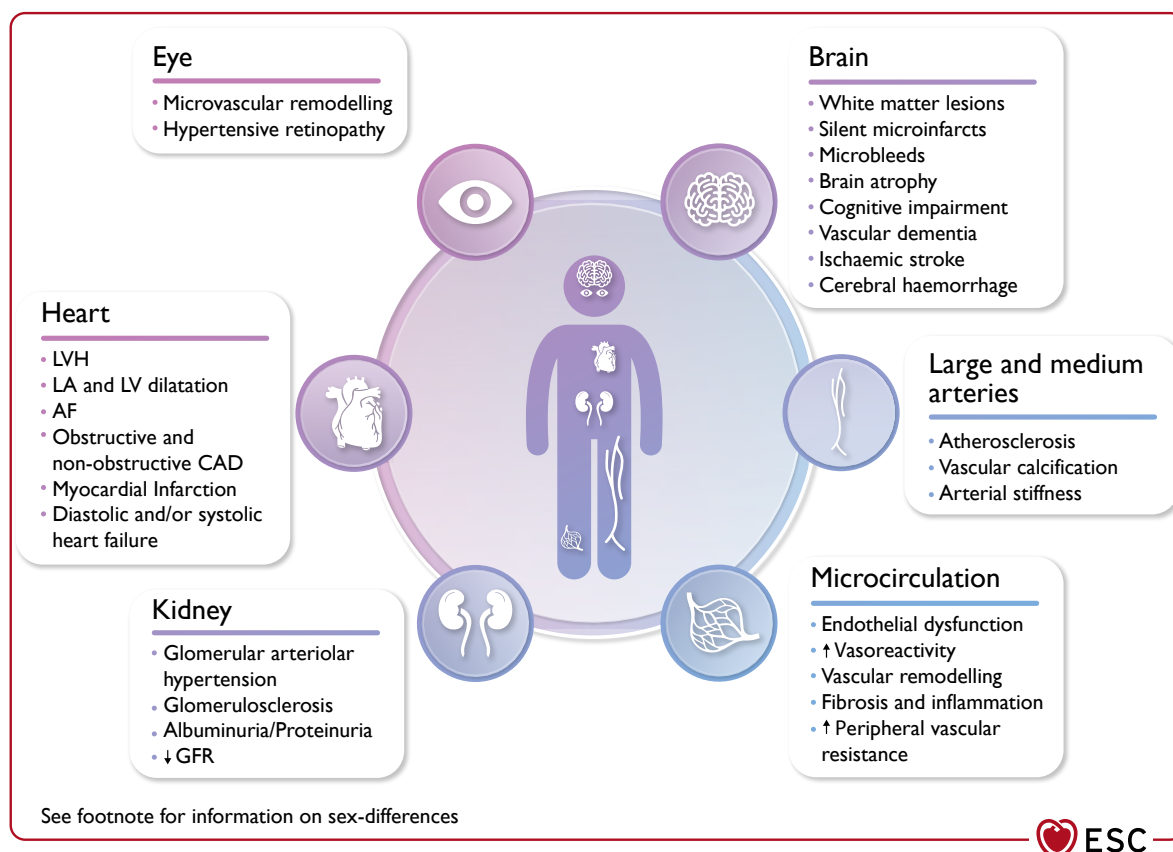 Eye
• Microvascular remodelling
• Hypertensive retinopathy
Brain
• White matter lesions
• Silent microinfarcts
• Microbleeds
• Brain atrophy
• Cognitive impairment
• Vascular dementia
• Ischaemic stroke
• Cerebral haemorrhage
Heart
• LVH
• LA and LV dilatation
• AF
• Obstructive and
non-obstructive CAD
• Myocardial Infarction
• Diastolic and/or systolic
heart failure
Large and medium
arteries
• Atherosclerosis
• Vascular calcification
• Arterial stiffness
Kidney
• Glomerular arteriolar
hypertension
• Glomerulosclerosis
• Albuminuria/Proteinuria
• ↓ GFR
Microcirculation
• Endothelial dysfunction
• ↑ Vasoreactivity
• Vascular remodelling
• Fibrosis and inflammation
• ↑ Peripheral vascular
resistance
See footnote for information on sex-differences
ESC